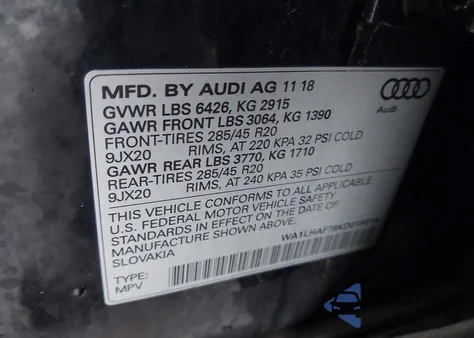 MFD. BY AUDI AG 11 18
GVWR LBS 6426, KG 2915
GAWR FRONT LBS 3064, KG 1390
FRONT-TIRES 285/45 R20
9JX20 RIMS, AT 220 KPA 32 PSI COLD
GAWR REAR LBS 3770, KG 1710
REAR-TIRES 285/45 R20
9JX20 RIMS, AT 240 KPA 35 PSI COLD
THIS VEHICLE CONFORMS TO ALL APPLICABLE
U.S. FEDERAL MOTOR VEHICLE SAFETY
STANDARDS IN EFFECT ON THE DATE OF
MANUFACTURE SHOWN ABOVE.
SLOVAKIA
TYPE:
MPV
Audi